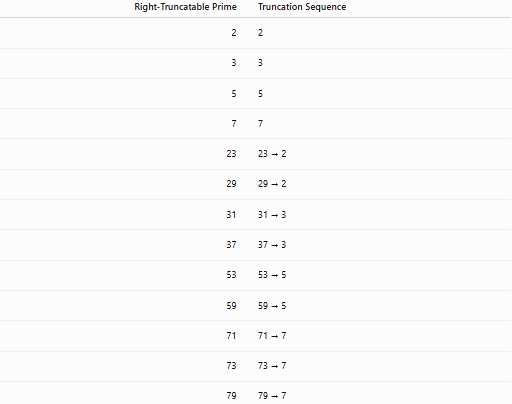 Right-Truncatable Prime Truncation Sequence
2 2
3 3
5 5
7 7
23 23 → 2
29 29 → 2
31 31 → 3
37 37 → 3
53 53 → 5
59 59 → 5
71 71 → 7
73 73 → 7
79 79 → 7